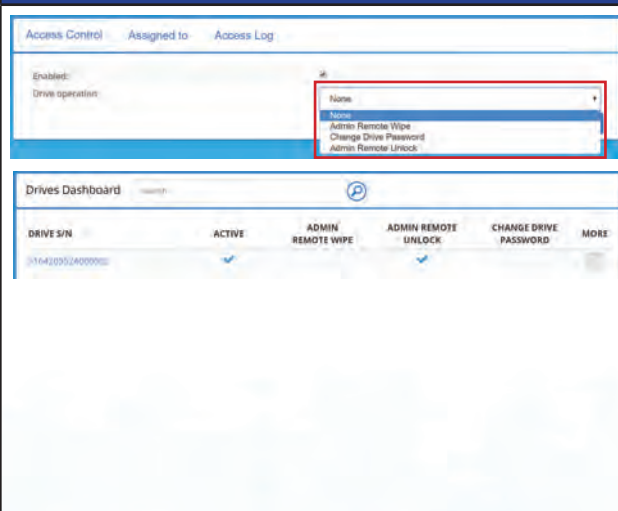 Access Control Assigned to Access Log
Enabled:
Drive operation: None
None
Admin Remote Wipe
Change Drive Password
Admin Remote Unlock
Drives Dashboard search
DRIVE S/N ACTIVE ADMIN REMOTE WIPE ADMIN REMOTE UNLOCK CHANGE DRIVE PASSWORD MORE